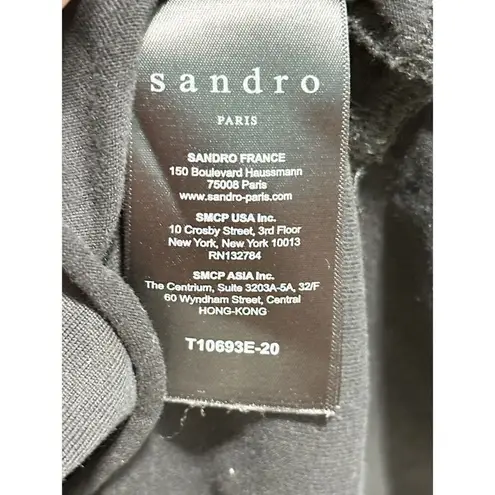 sandro
PARIS
SANDRO FRANCE
150 Boulevard Haussmann
75008 Paris
www.sandro-paris.com
SMCP USA Inc.
10 Crosby Street, 3rd Floor
New York, New York 10013
RN132784
SMCP ASIA Inc.
The Centrium, Suite 3203A-5A, 32/F
60 Wyndham Street, Central
HONG-KONG
T10693E-20